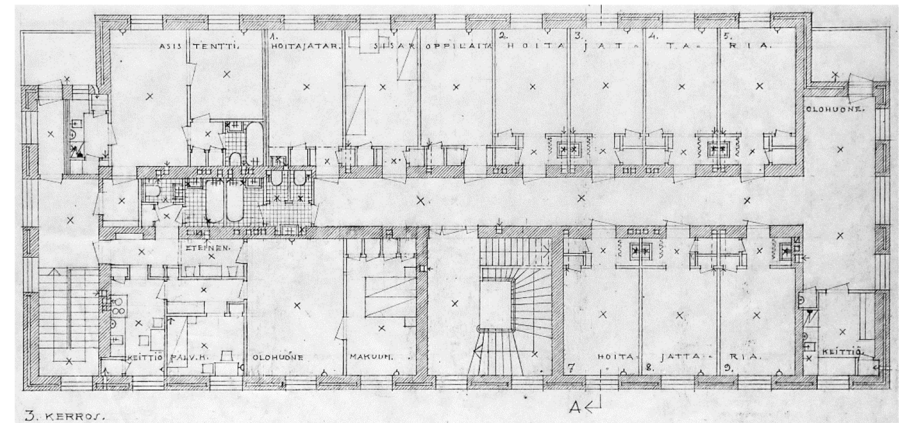 1. 2. 3. 4. 5.
ASIS TENTTI. HOITAJATAR. SISAR OPPILAITA HOITA JAT- TA- RIA.
OLOHUONE.
ETEINEN.
KEITTIÖ PALV.H. OLOHUONE MAKUUH. HOITA JATTA- RIA. KEITTIÖ.
7 8. 9.
A
3. KERROS.